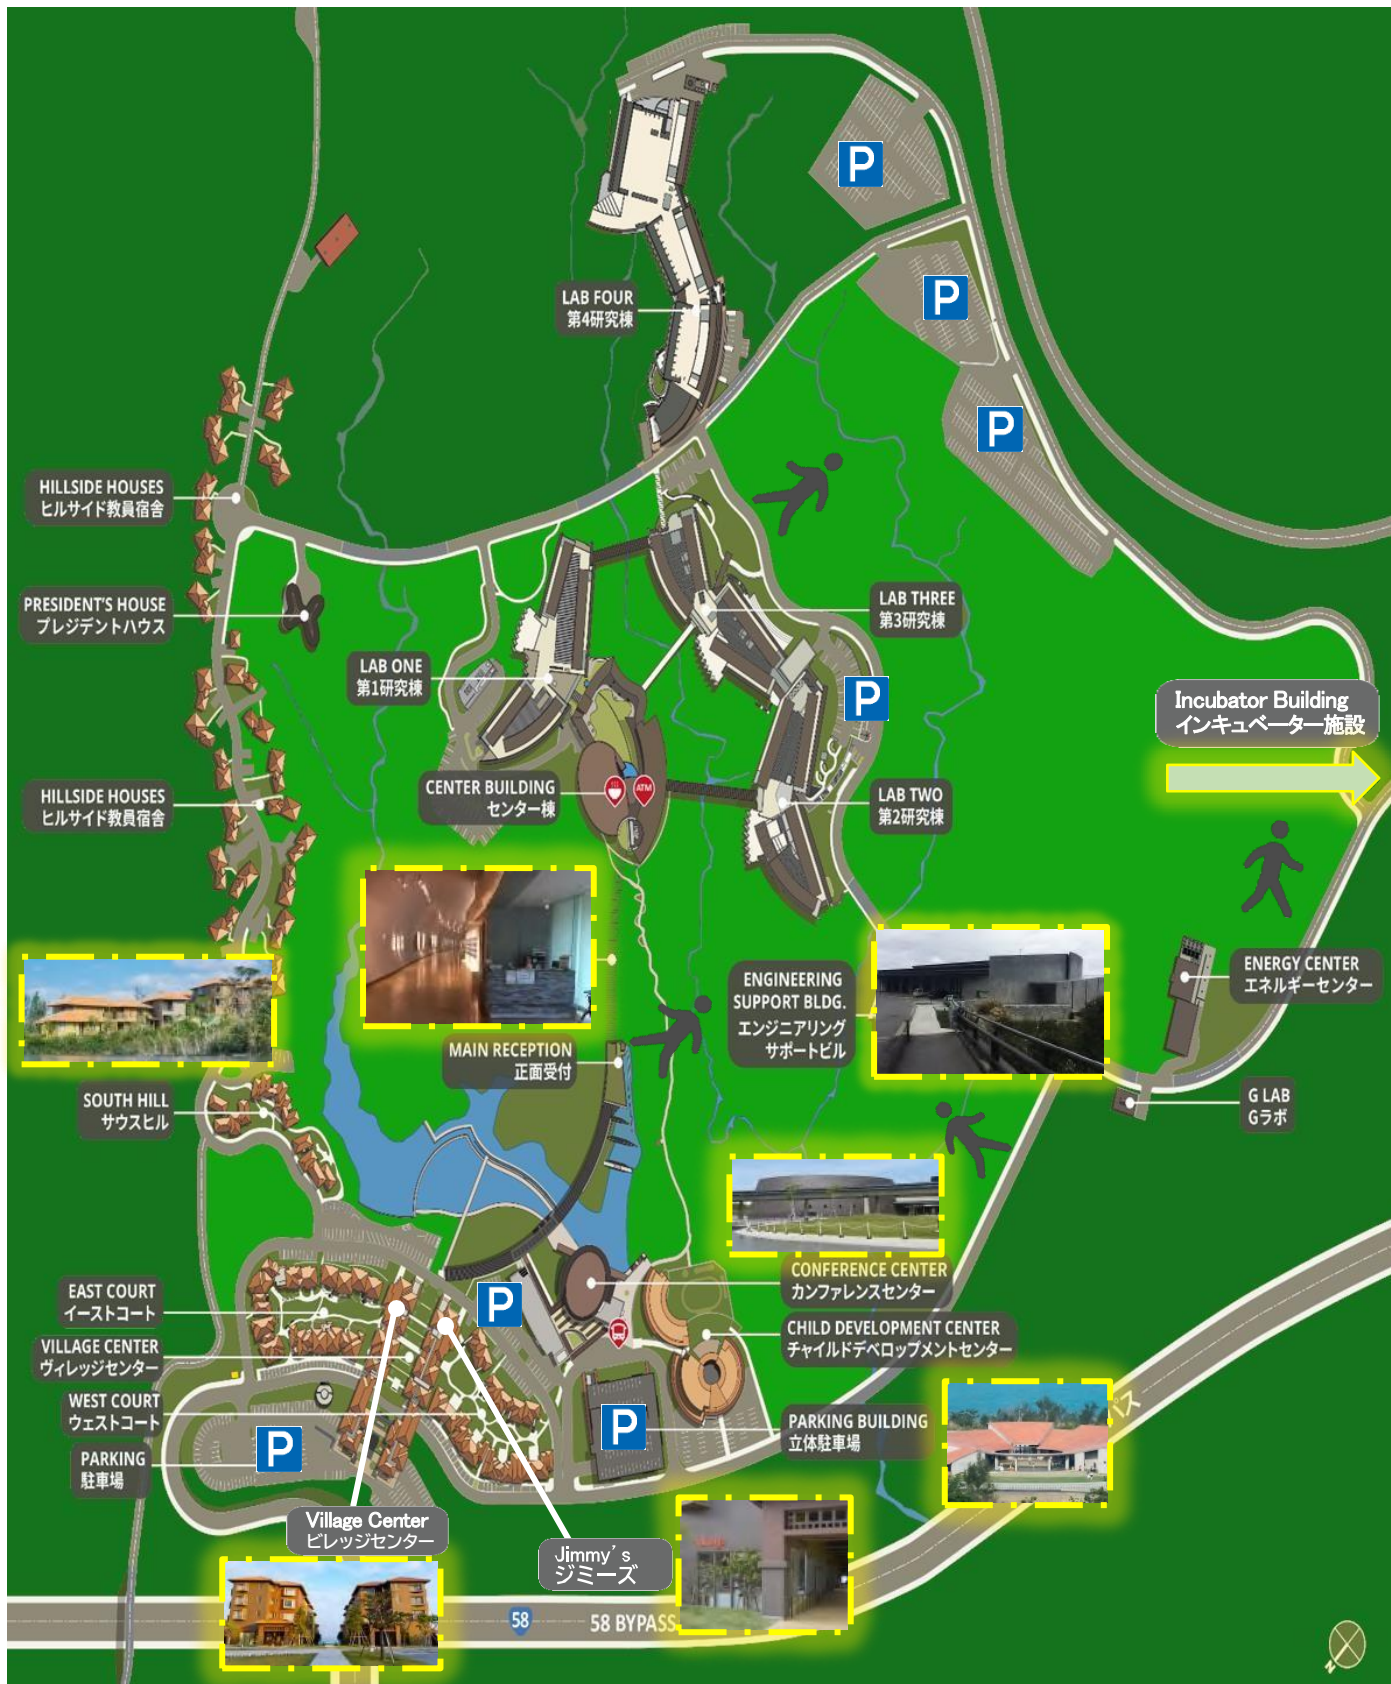 P
P
P
LAB FOUR
第4研究棟
HILLSIDE HOUSES
ヒルサイド教員宿舎
PRESIDENT'S HOUSE
プレジデントハウス
LAB THREE
第3研究棟
LAB ONE
第1研究棟
P
Incubator Building
インキュベーター施設
CENTER BUILDING
センター棟
ATM
HILLSIDE HOUSES
ヒルサイド教員宿舎
LAB TWO
第2研究棟
ENGINEERING
SUPPORT BLDG.
エンジニアリング
サポートビル
ENERGY CENTER
エネルギーセンター
MAIN RECEPTION
正面受付
SOUTH HILL
サウスヒル
G LAB
Gラボ
CONFERENCE CENTER
カンファレンスセンター
EAST COURT
イーストコート
P
CHILD DEVELOPMENT CENTER
チャイルドデベロップメントセンター
VILLAGE CENTER
ヴィレッジセンター
WEST COURT
ウェストコート
PARKING BUILDING
立体駐車場
P
P
PARKING
駐車場
パス
Village Center
ビレッジセンター
Jimmy's
ジミーズ
58
58 BYPASS
N